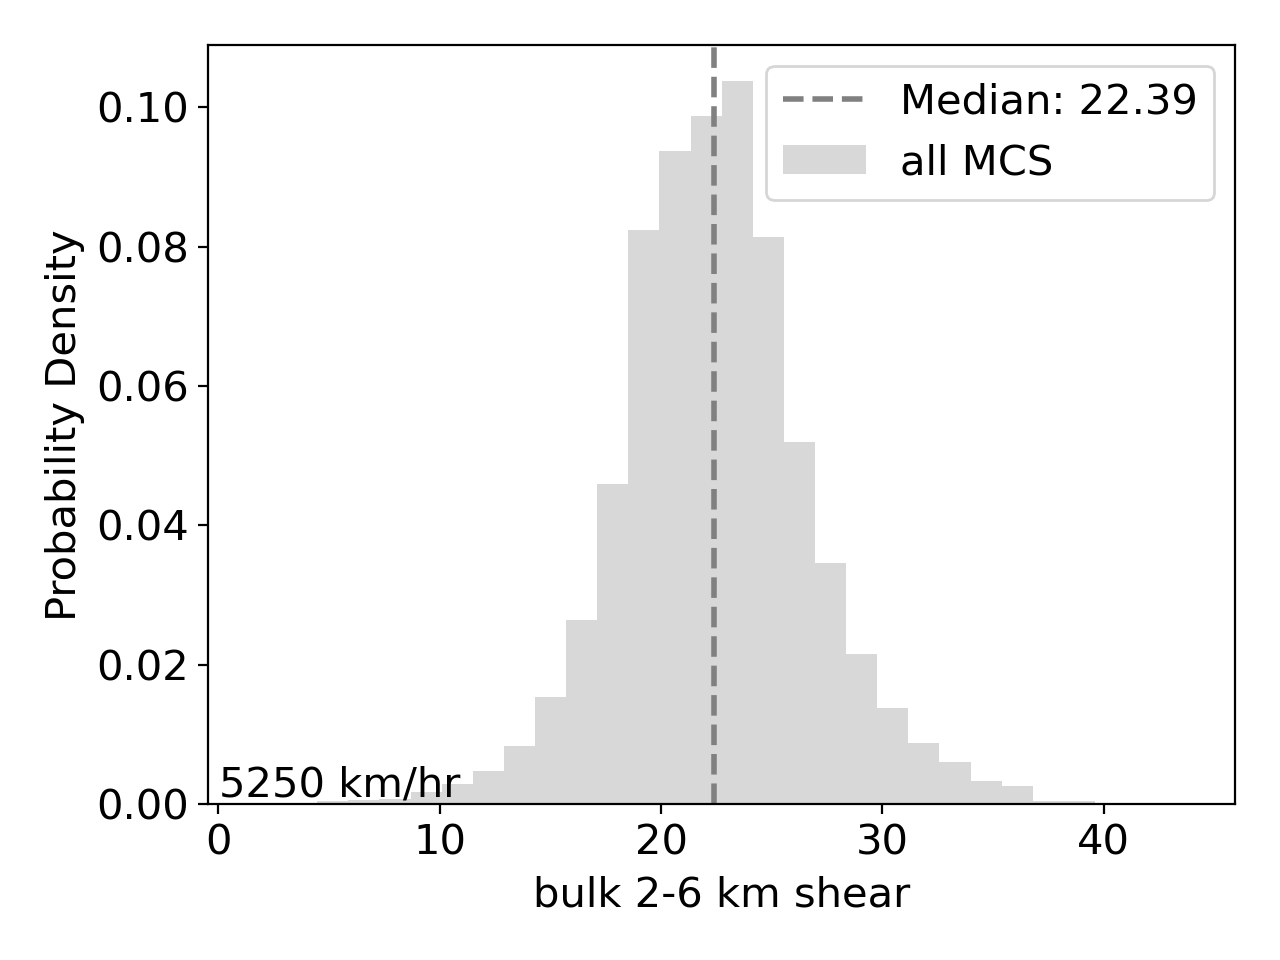 Probability Density
0.10
0.08
0.06
0.04
0.02
0.00
Median: 22.39
all MCS
5250 km/hr
0 10 20 30 40
bulk 2-6 km shear